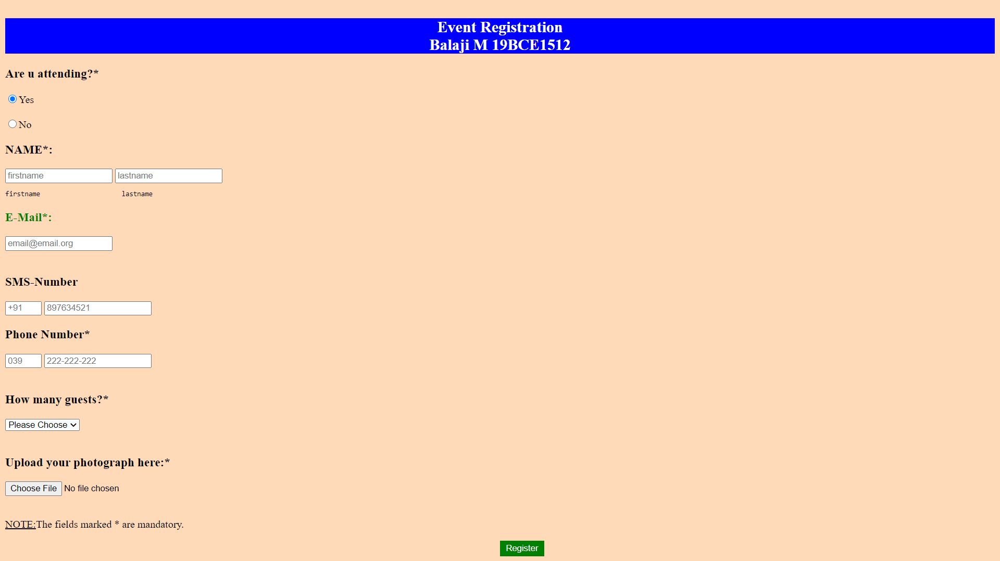 Event Registration
Balaji M 19BCE1512
Are u attending?*
Yes
No
NAME*:
firstname lastname
firstname lastname
E-Mail*:
email@email.org
SMS-Number
+91 897634521
Phone Number*
039 222-222-222
How many guests?*
Please Choose
Upload your photograph here:*
Choose File No file chosen
NOTE:The fields marked * are mandatory.
Register